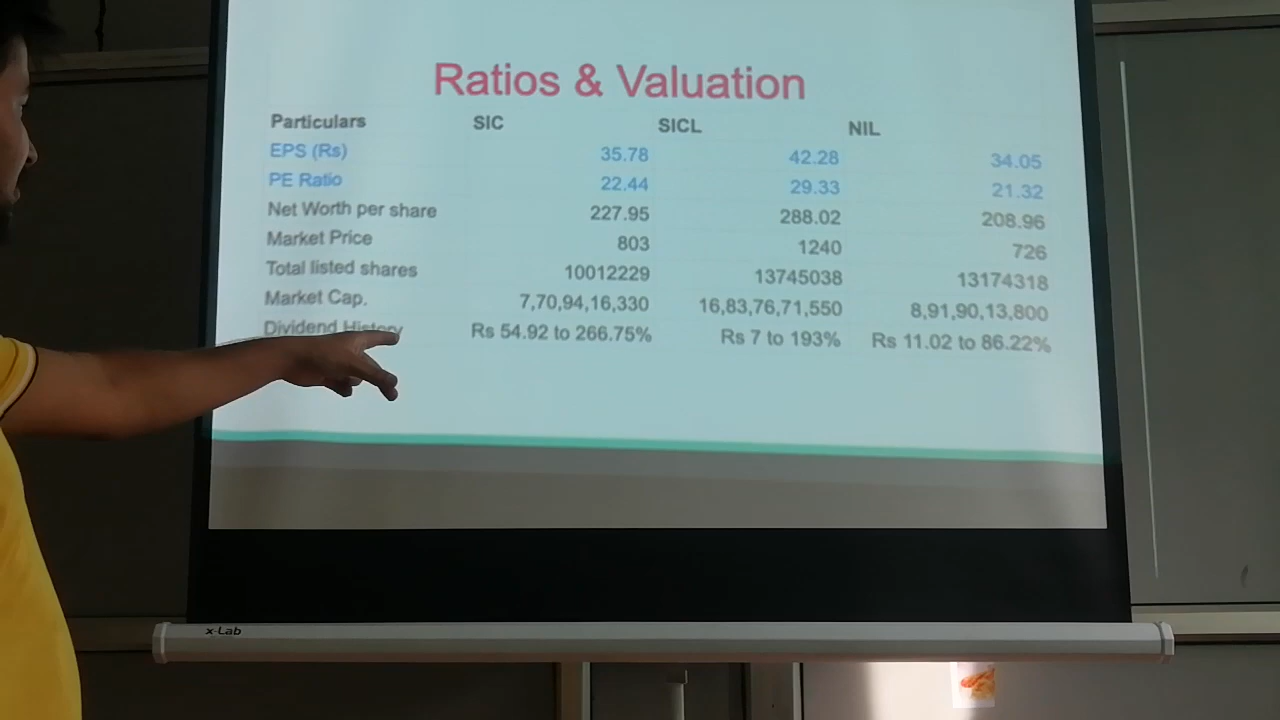 Ratios & Valuation
Particulars SIC SICL NIL
EPS (Rs) 35.78 42.28 34.05
PE Ratio 22.44 29.33 21.32
Net Worth per share 227.95 288.02 208.96
Market Price 803 1240 726
Total listed shares 10012229 13745038 13174318
Market Cap. 7,70,94,16,330 16,83,76,71,550 8,91,90,13,800
Dividend History Rs 54.92 to 266.75% Rs 7 to 193% Rs 11.02 to 86.22%
x-Lab